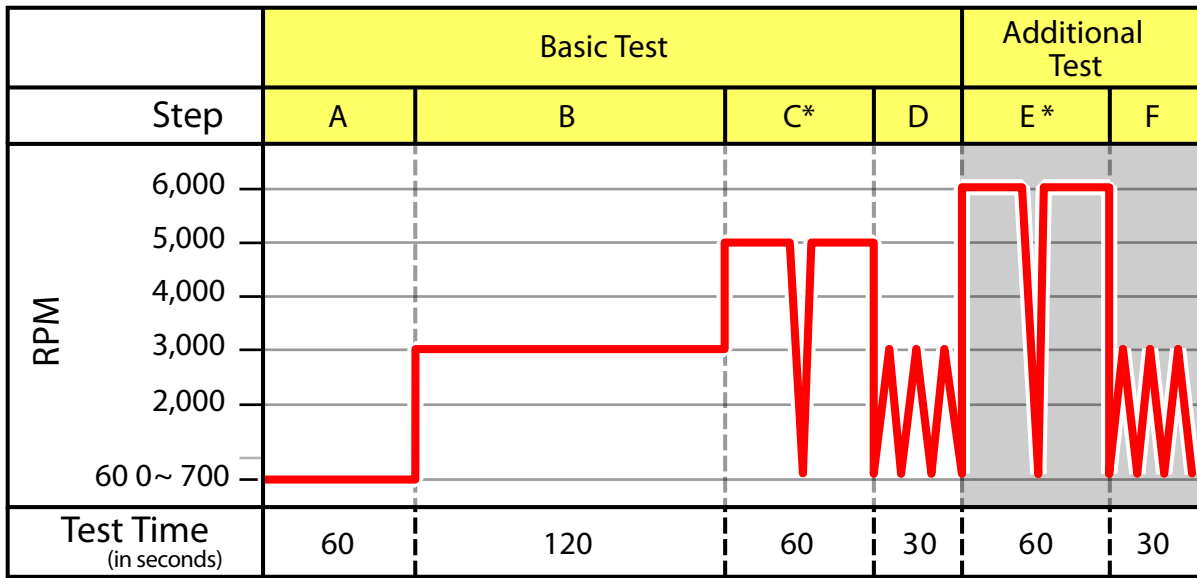 Basic Test
Additional
Test
Step A B C* D E * F
6,000
5,000
4,000
3,000
2,000
60 0~ 700
RPM
Test Time
(in seconds)
60 120 60 30 60 30